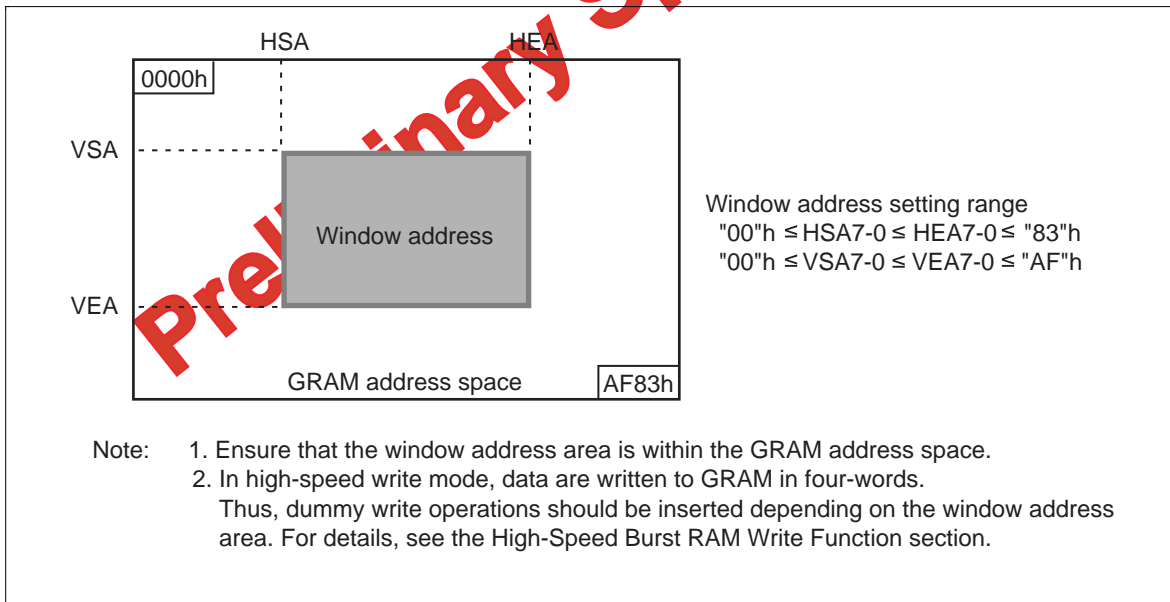 HSA HEA
0000h
VSA
Window address
Window address setting range
"00"h ≤ HSA7-0 ≤ HEA7-0 ≤ "83"h
"00"h ≤ VSA7-0 ≤ VEA7-0 ≤ "AF"h
VEA
GRAM address space AF83h
Preliminary
Note: 1. Ensure that the window address area is within the GRAM address space.
2. In high-speed write mode, data are written to GRAM in four-words.
Thus, dummy write operations should be inserted depending on the window address
area. For details, see the High-Speed Burst RAM Write Function section.